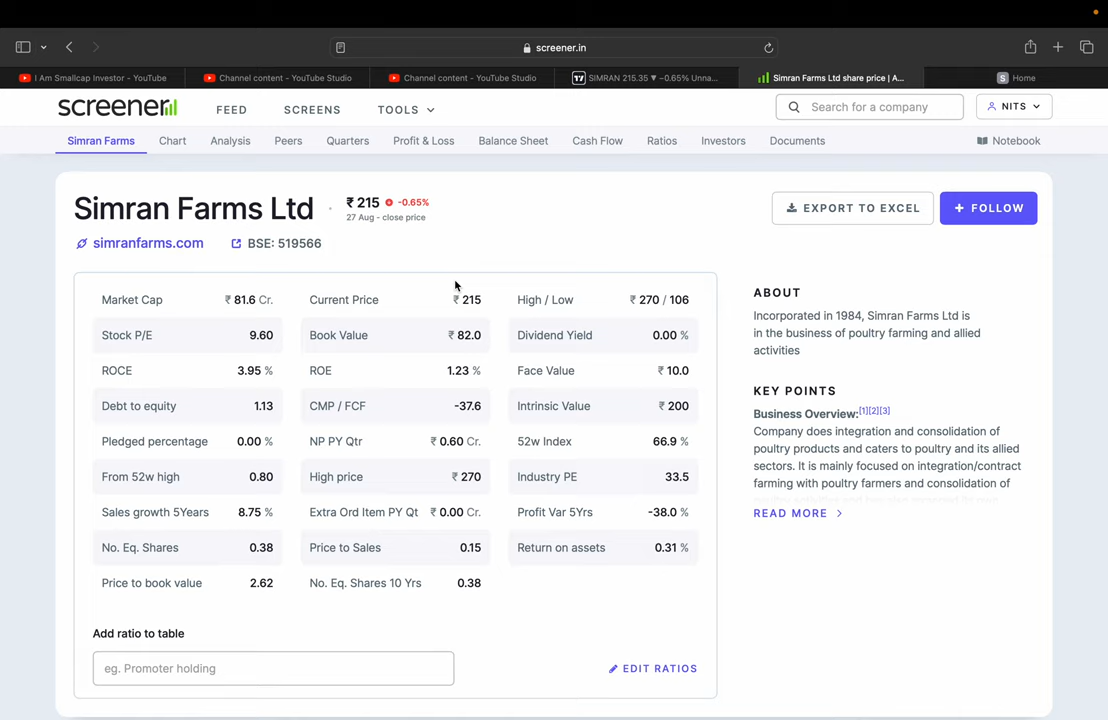 screener.in
I Am Smallcap Investor - YouTube
Channel content - YouTube Studio
Channel content - YouTube Studio
SIMRAN 215.35 ▼ −0.65% Unna...
Simran Farms Ltd share price | A...
S Home
screener
FEED
SCREENS
TOOLS
Search for a company
NITS
Simran Farms
Chart
Analysis
Peers
Quarters
Profit & Loss
Balance Sheet
Cash Flow
Ratios
Investors
Documents
Notebook
Simran Farms Ltd
₹ 215 -0.65%
27 Aug - close price
EXPORT TO EXCEL
+ FOLLOW
simranfarms.com
BSE: 519566
Market Cap ₹ 81.6 Cr.
Current Price ₹ 215
High / Low ₹ 270 / 106
Stock P/E 9.60
Book Value ₹ 82.0
Dividend Yield 0.00 %
ROCE 3.95 %
ROE 1.23 %
Face Value ₹ 10.0
Debt to equity 1.13
CMP / FCF -37.6
Intrinsic Value ₹ 200
Pledged percentage 0.00 %
NP PY Qtr ₹ 0.60 Cr.
52w Index 66.9 %
From 52w high 0.80
High price ₹ 270
Industry PE 33.5
Sales growth 5Years 8.75 %
Extra Ord Item PY Qt ₹ 0.00 Cr.
Profit Var 5Yrs -38.0 %
No. Eq. Shares 0.38
Price to Sales 0.15
Return on assets 0.31 %
Price to book value 2.62
No. Eq. Shares 10 Yrs 0.38
Add ratio to table
eg. Promoter holding
EDIT RATIOS
ABOUT
Incorporated in 1984, Simran Farms Ltd is
in the business of poultry farming and allied
activities
KEY POINTS
Business Overview:[1][2][3]
Company does integration and consolidation of
poultry products and caters to poultry and its allied
sectors. It is mainly focused on integration/contract
farming with poultry farmers and consolidation of
READ MORE